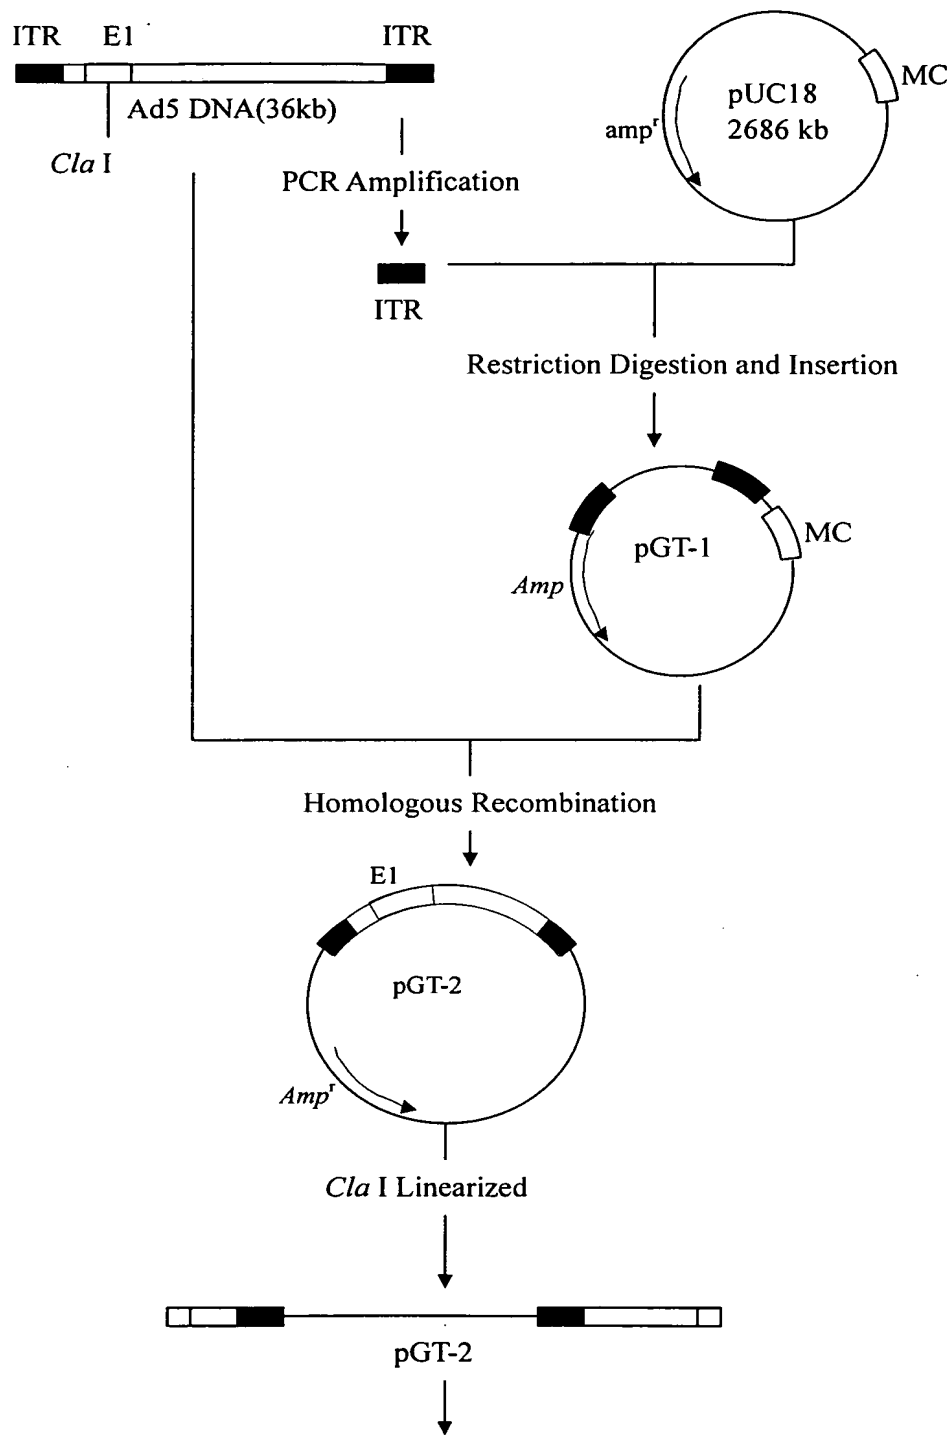 ITR E1 ITR
Ad5 DNA(36kb)
Cla I
PCR Amplification
ITR
pUC18
2686 kb
ampʳ
MC
Restriction Digestion and Insertion
pGT-1
MC
Amp
Homologous Recombination
E1
pGT-2
Ampʳ
Cla I Linearized
pGT-2